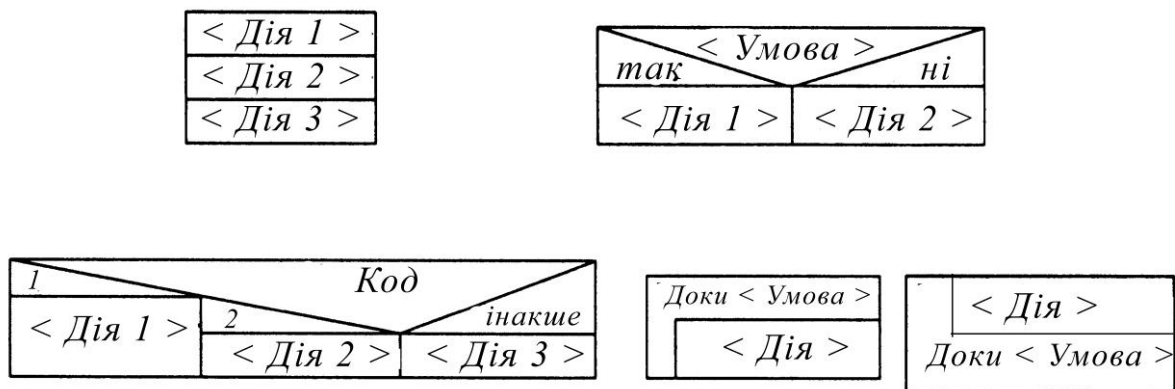 < Дія 1 >
< Дія 2 >
< Дія 3 >
< Умова >
так ні
< Дія 1 > < Дія 2 >
1 Код
2 інакше
< Дія 1 >
< Дія 2 > < Дія 3 >
Доки < Умова >
< Дія >
< Дія >
Доки < Умова >